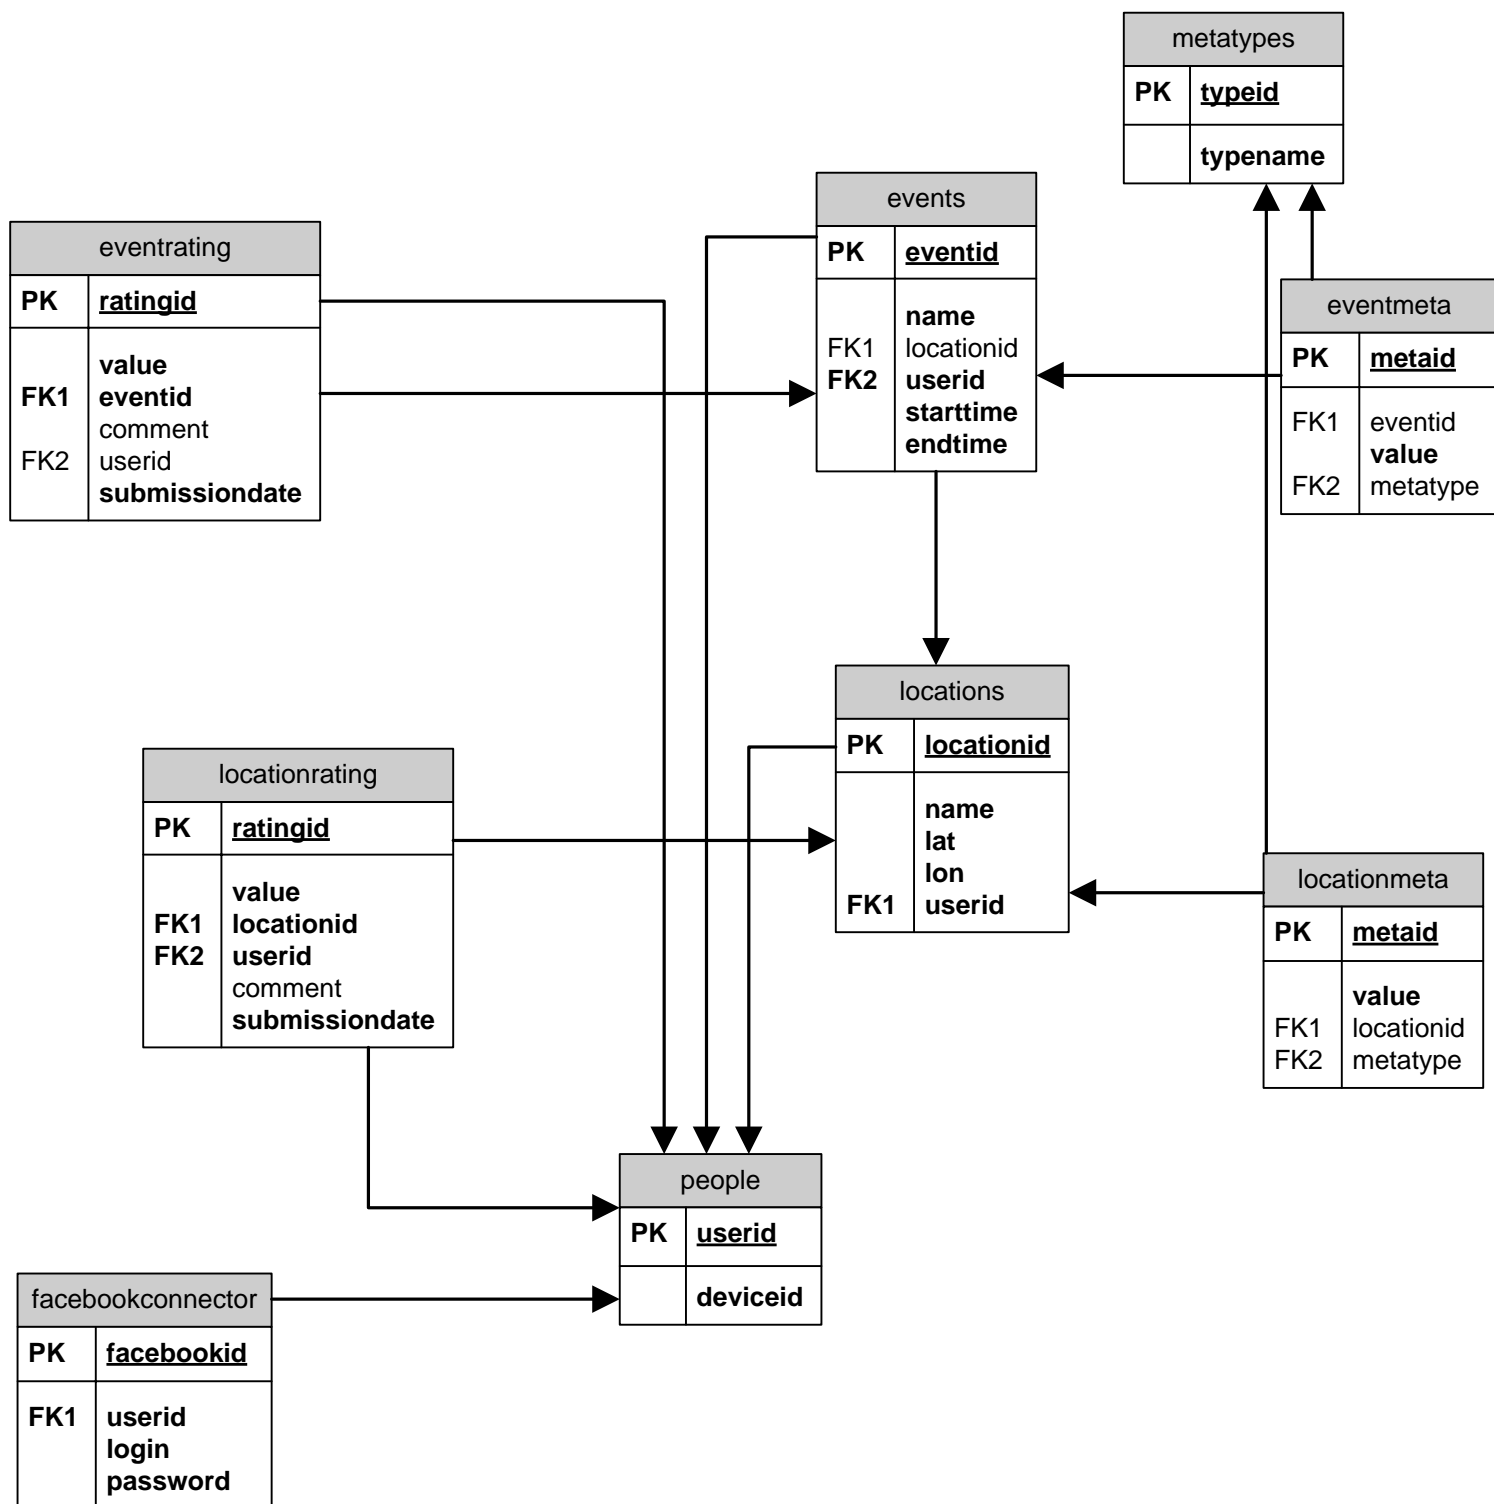 metatypes
PK typeid
typename
events
PK eventid
name
FK1 locationid
FK2 userid
starttime
endtime
eventrating
PK ratingid
value
FK1 eventid
comment
FK2 userid
submissiondate
eventmeta
PK metaid
FK1 eventid
value
FK2 metatype
locations
PK locationid
name
lat
lon
FK1 userid
locationrating
PK ratingid
value
FK1 locationid
FK2 userid
comment
submissiondate
locationmeta
PK metaid
value
FK1 locationid
FK2 metatype
people
PK userid
deviceid
facebookconnector
PK facebookid
FK1 userid
login
password